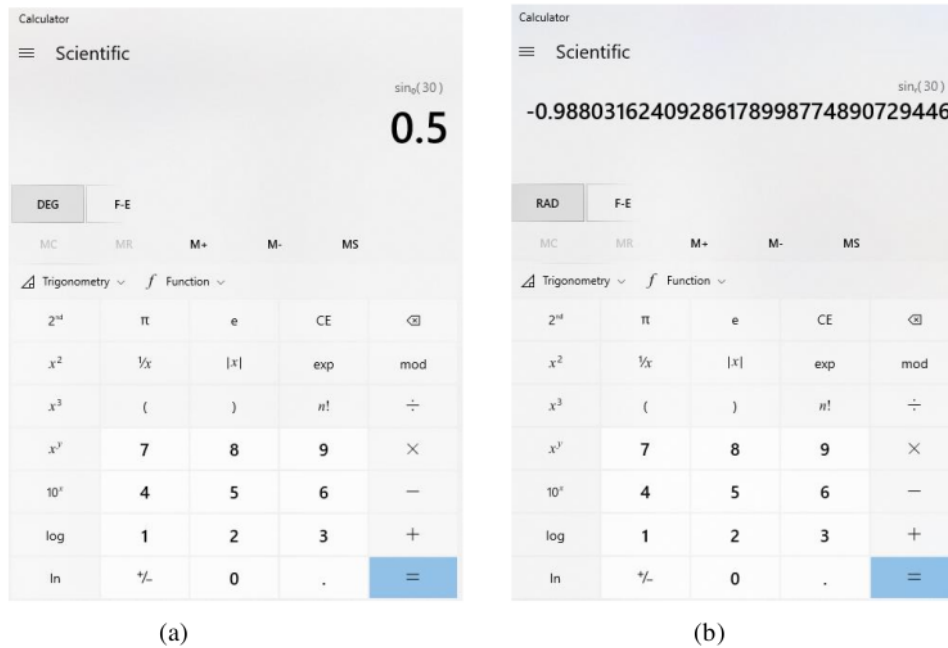 Calculator
≡ Scientific
sin₀(30)
0.5
DEG F-E
MC MR M+ M- MS
Trigonometry f Function
2ⁿᵈ π e CE
x² ¹/x |x| exp mod
x³ ( ) n! ÷
xʸ 7 8 9 ×
10ˣ 4 5 6 −
log 1 2 3 +
ln +/− 0 . =
(a)
Calculator
≡ Scientific
sinᵣ(30)
-0.98803162409286178998774890729446
RAD F-E
MC MR M+ M- MS
Trigonometry f Function
2ⁿᵈ π e CE
x² ¹/x |x| exp mod
x³ ( ) n! ÷
xʸ 7 8 9 ×
10ˣ 4 5 6 −
log 1 2 3 +
ln +/− 0 . =
(b)